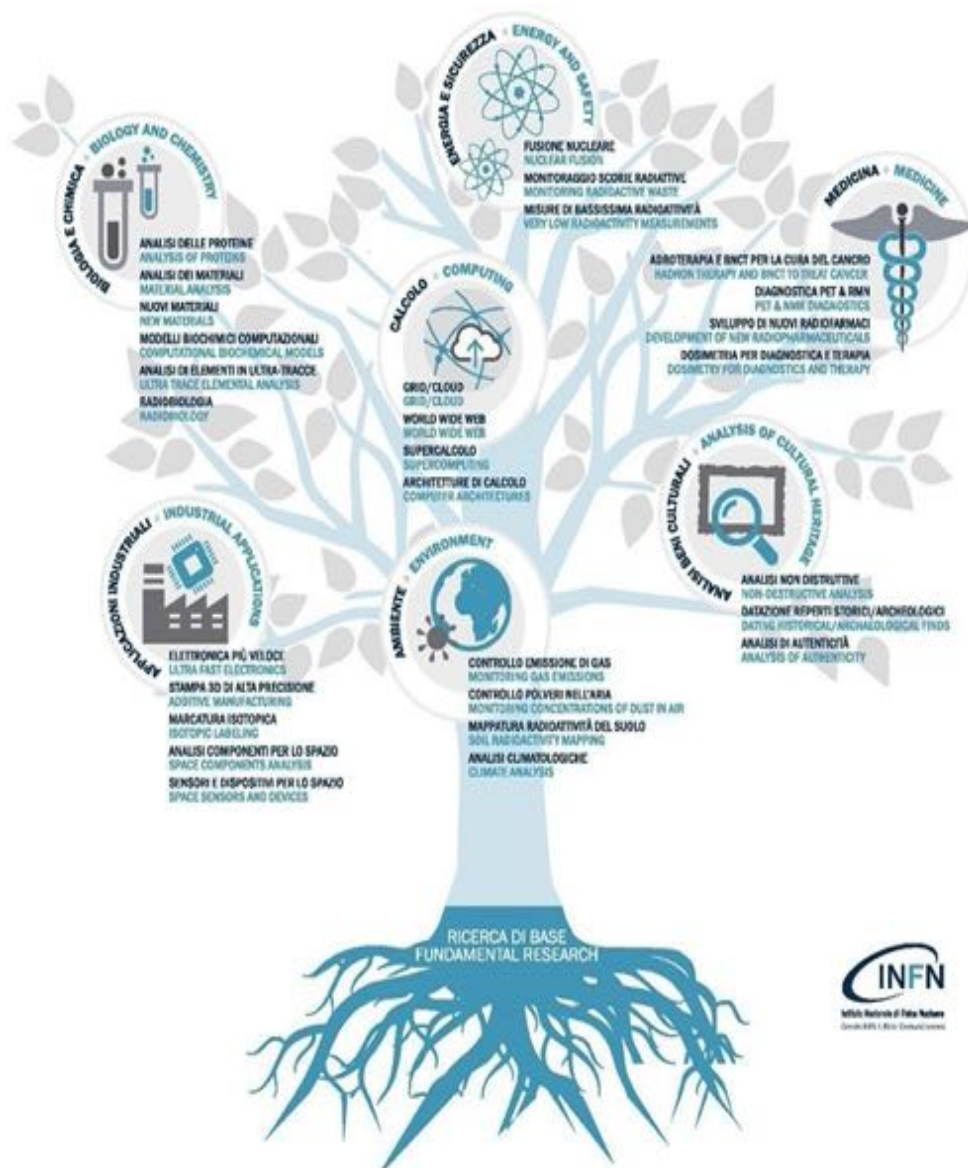 ENERGIA E SICUREZZA • ENERGY AND SAFETY
FUSIONE NUCLEARE
NUCLEAR FUSION
MONITORAGGIO SCORIE RADIATTIVE
MONITORING RADIOACTIVE WASTE
MISURE DI BASSISSIMA RADIOATTIVITÀ
VERY LOW RADIOACTIVITY MEASUREMENTS
BIOLOGIA E CHIMICA • BIOLOGY AND CHEMISTRY
ANALISI DELLE PROTEINE
ANALYSIS OF PROTEINS
ANALISI DEI MATERIALI
MATERIAL ANALYSIS
NUOVI MATERIALI
NEW MATERIALS
MODELLI BIOCHIMICI COMPUTAZIONALI
COMPUTATIONAL BIOCHEMICAL MODELS
ANALISI DI ELEMENTI IN ULTRA-TRACCE
ULTRA TRACE ELEMENTAL ANALYSIS
RADIOBIOLOGIA
RADIOBIOLOGY
MEDICINA • MEDICINE
ADROTERAPIA E BNCT PER LA CURA DEL CANCRO
HADRON THERAPY AND BNCT TO TREAT CANCER
DIAGNOSTICA PET & RMN
PET & NMR DIAGNOSTICS
SVILUPPO DI NUOVI RADIOFARMACI
DEVELOPMENT OF NEW RADIOPHARMACEUTICALS
DOSIMETRIA PER DIAGNOSTICA E TERAPIA
DOSIMETRY FOR DIAGNOSTICS AND THERAPY
CALCOLO • COMPUTING
GRID/CLOUD
GRID/CLOUD
WORLD WIDE WEB
WORLD WIDE WEB
SUPERCALCOLO
SUPERCOMPUTING
ARCHITETTURE DI CALCOLO
COMPUTER ARCHITECTURES
ANALISI BENI CULTURALI • ANALYSIS OF CULTURAL HERITAGE
ANALISI NON DISTRUTTIVE
NON-DESTRUCTIVE ANALYSIS
DATAZIONE REPERTI STORICI/ARCHEOLOGICI
DATING HISTORICAL/ARCHAEOLOGICAL FINDS
ANALISI DI AUTENTICITÀ
ANALYSIS OF AUTHENTICITY
APPLICAZIONI INDUSTRIALI • INDUSTRIAL APPLICATIONS
ELETTRONICA PIÙ VELOCE
ULTRA FAST ELECTRONICS
STAMPA 3D DI ALTA PRECISIONE
ADDITIVE MANUFACTURING
MARCATURA ISOTOPICA
ISOTOPIC LABELING
ANALISI COMPONENTI PER LO SPAZIO
SPACE COMPONENTS ANALYSIS
SENSORI E DISPOSITIVI PER LO SPAZIO
SPACE SENSORS AND DEVICES
AMBIENTE • ENVIRONMENT
CONTROLLO EMISSIONE DI GAS
MONITORING GAS EMISSIONS
CONTROLLO POLVERI NELL'ARIA
MONITORING CONCENTRATIONS OF DUST IN AIR
MAPPATURA RADIOATTIVITÀ DEL SUOLO
SOIL RADIOACTIVITY MAPPING
ANALISI CLIMATOLOGICHE
CLIMATE ANALYSIS
RICERCA DI BASE
FUNDAMENTAL RESEARCH
INFN
Istituto Nazionale di Fisica Nucleare